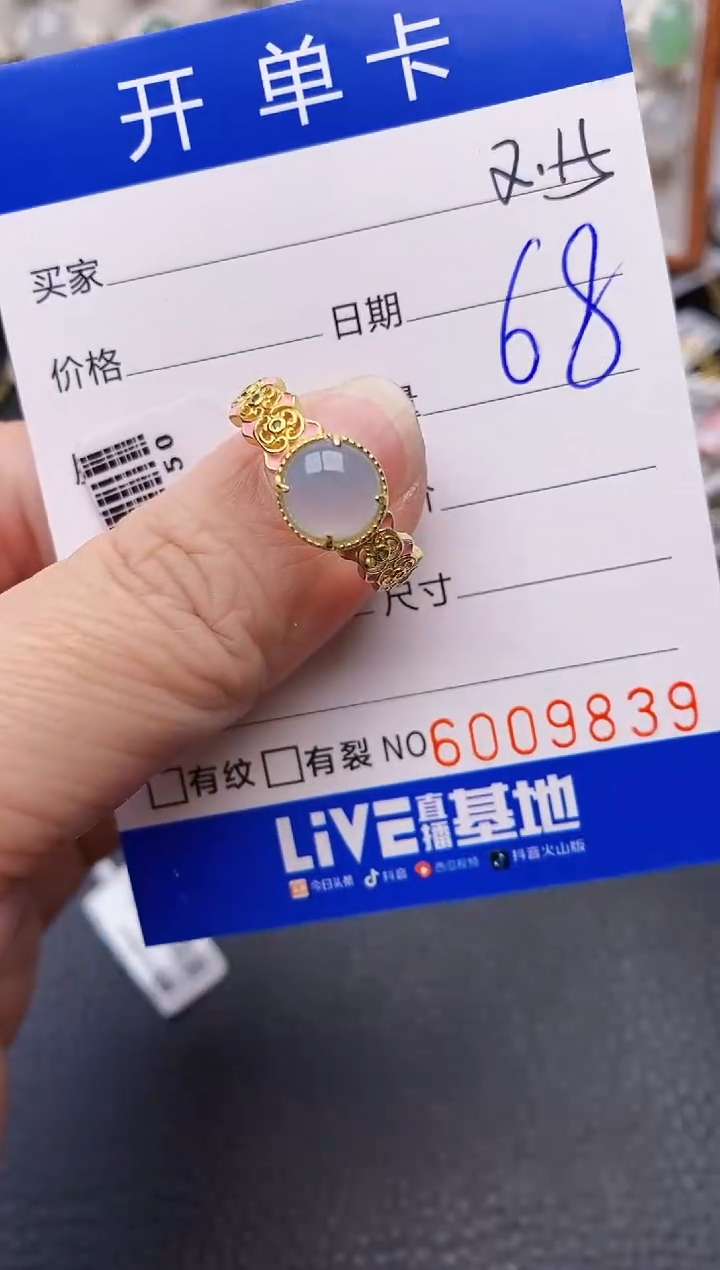 开单卡
买家
价格 日期
68
50
尺寸
有纹 有裂 NO6009839
LiVE直播基地
今日头条 抖音 西瓜视频 抖音火山版